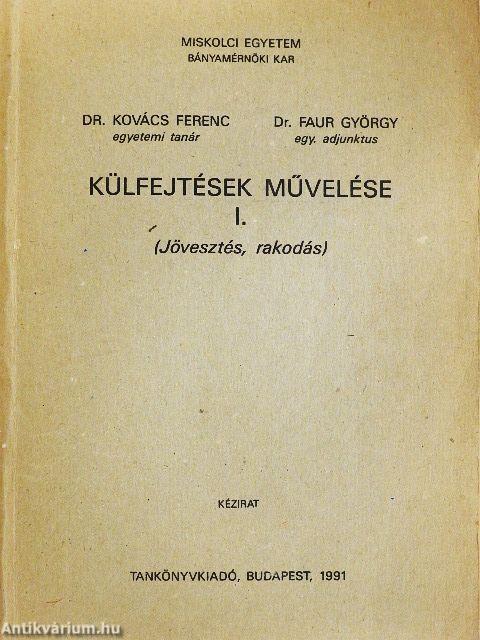 MISKOLCI EGYETEM
BÁNYAMÉRNÖKI KAR
DR. KOVÁCS FERENC
egyetemi tanár
Dr. FAUR GYÖRGY
egy. adjunktus
KÜLFEJTÉSEK MŰVELÉSE
I.
(Jövesztés, rakodás)
KÉZIRAT
TANKÖNYVKIADÓ, BUDAPEST, 1991
Antikvárium.hu